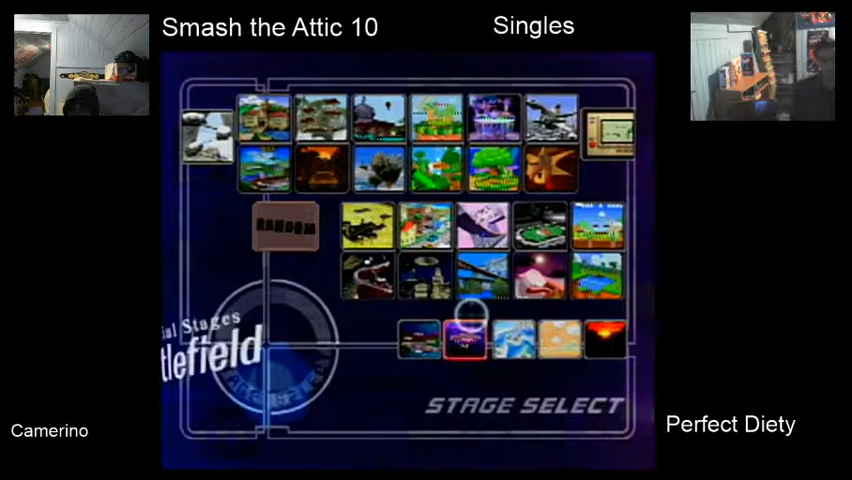 Smash the Attic 10
Singles
RANDOM
ial Stages
tlefield
STAGE SELECT
Camerino
Perfect Diety